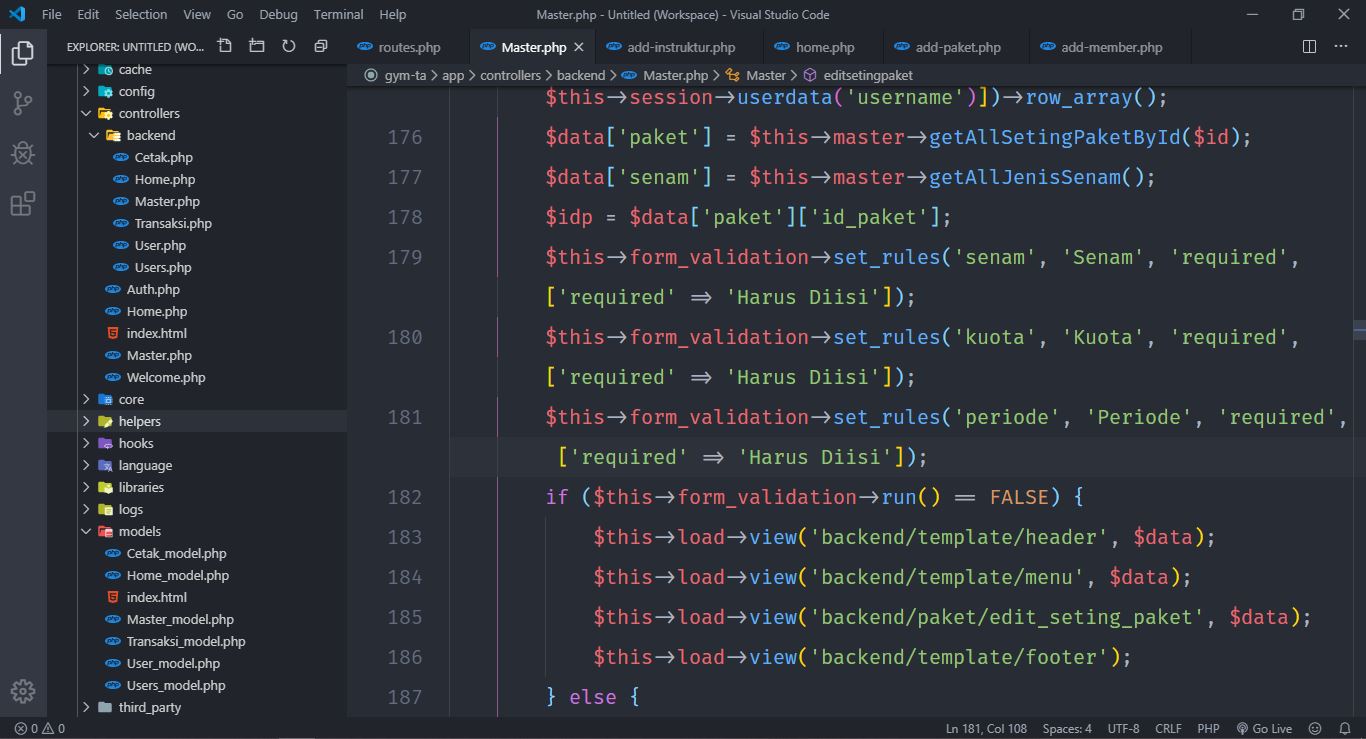 File Edit Selection View Go Debug Terminal Help
Master.php - Untitled (Workspace) - Visual Studio Code
EXPLORER: UNTITLED (WO...
routes.php Master.php add-instruktur.php home.php add-paket.php add-member.php
gym-ta > app > controllers > backend > Master.php > Master > editsetingpaket
cache
config
controllers
backend
Cetak.php
Home.php
Master.php
Transaksi.php
User.php
Users.php
Auth.php
Home.php
index.html
Master.php
Welcome.php
core
helpers
hooks
language
libraries
logs
models
Cetak_model.php
Home_model.php
index.html
Master_model.php
Transaksi_model.php
User_model.php
Users_model.php
third_party
$this->session->userdata('username')])->row_array();
176 $data['paket'] = $this->master->getAllSetingPaketById($id);
177 $data['senam'] = $this->master->getAllJenisSenam();
178 $idp = $data['paket']['id_paket'];
179 $this->form_validation->set_rules('senam', 'Senam', 'required',
['required' => 'Harus Diisi']);
180 $this->form_validation->set_rules('kuota', 'Kuota', 'required',
['required' => 'Harus Diisi']);
181 $this->form_validation->set_rules('periode', 'Periode', 'required',
['required' => 'Harus Diisi']);
182 if ($this->form_validation->run() == FALSE) {
183 $this->load->view('backend/template/header', $data);
184 $this->load->view('backend/template/menu', $data);
185 $this->load->view('backend/paket/edit_seting_paket', $data);
186 $this->load->view('backend/template/footer');
187 } else {
0 0
Ln 181, Col 108 Spaces: 4 UTF-8 CRLF PHP Go Live